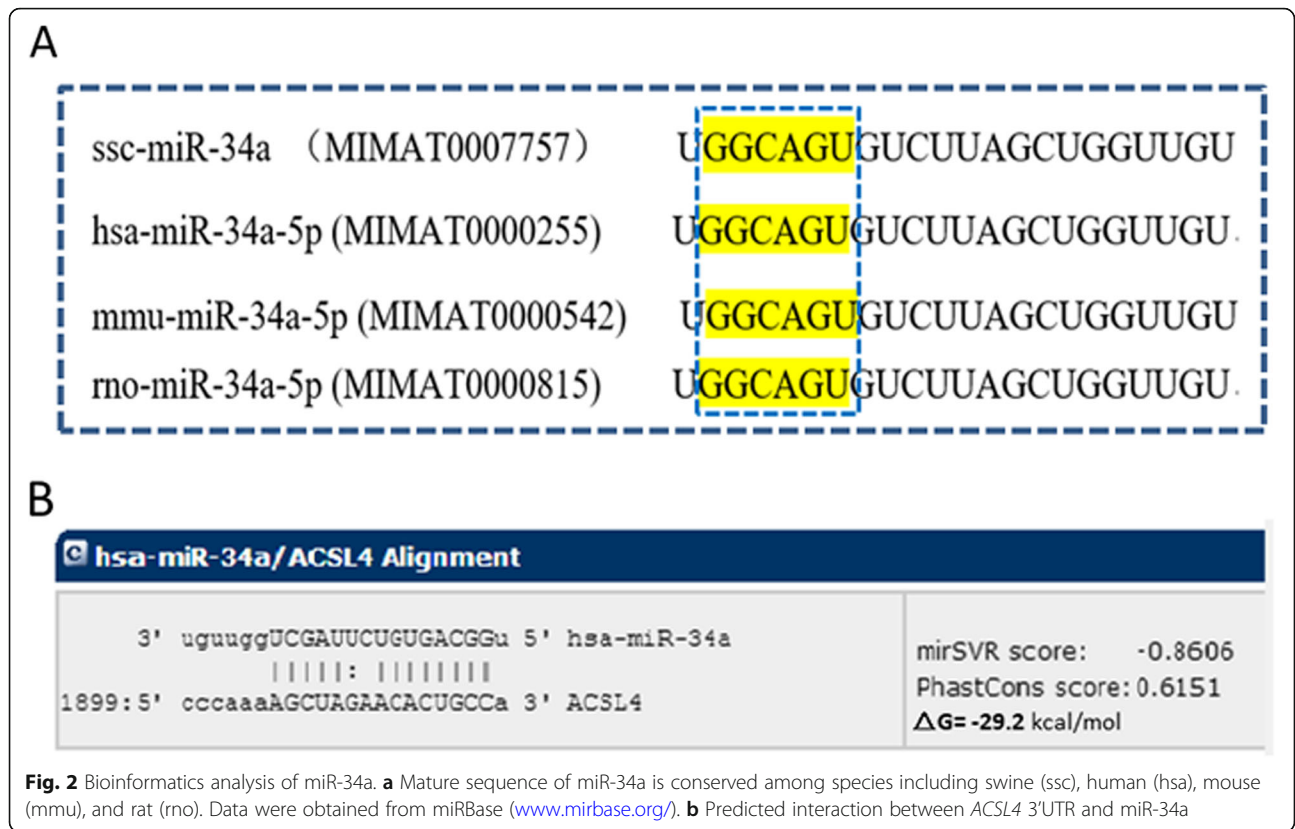 A
ssc-miR-34a （MIMAT0007757） UGGCAGUGUCUUAGCUGGUUGU
hsa-miR-34a-5p (MIMAT0000255) UGGCAGUGUCUUAGCUGGUUGU.
mmu-miR-34a-5p (MIMAT0000542) UGGCAGUGUCUUAGCUGGUUGU
rno-miR-34a-5p (MIMAT0000815) UGGCAGUGUCUUAGCUGGUUGU.
B
C hsa-miR-34a/ACSL4 Alignment
3' uguuggUCGAUUCUGUGACGGu 5' hsa-miR-34a
|||||: ||||||||
1899:5' cccaaaAGCUAGAACACUGCCa 3' ACSL4
mirSVR score: -0.8606
PhastCons score: 0.6151
△G= -29.2 kcal/mol
Fig. 2 Bioinformatics analysis of miR-34a. a Mature sequence of miR-34a is conserved among species including swine (ssc), human (hsa), mouse
(mmu), and rat (rno). Data were obtained from miRBase (www.mirbase.org/). b Predicted interaction between ACSL4 3'UTR and miR-34a